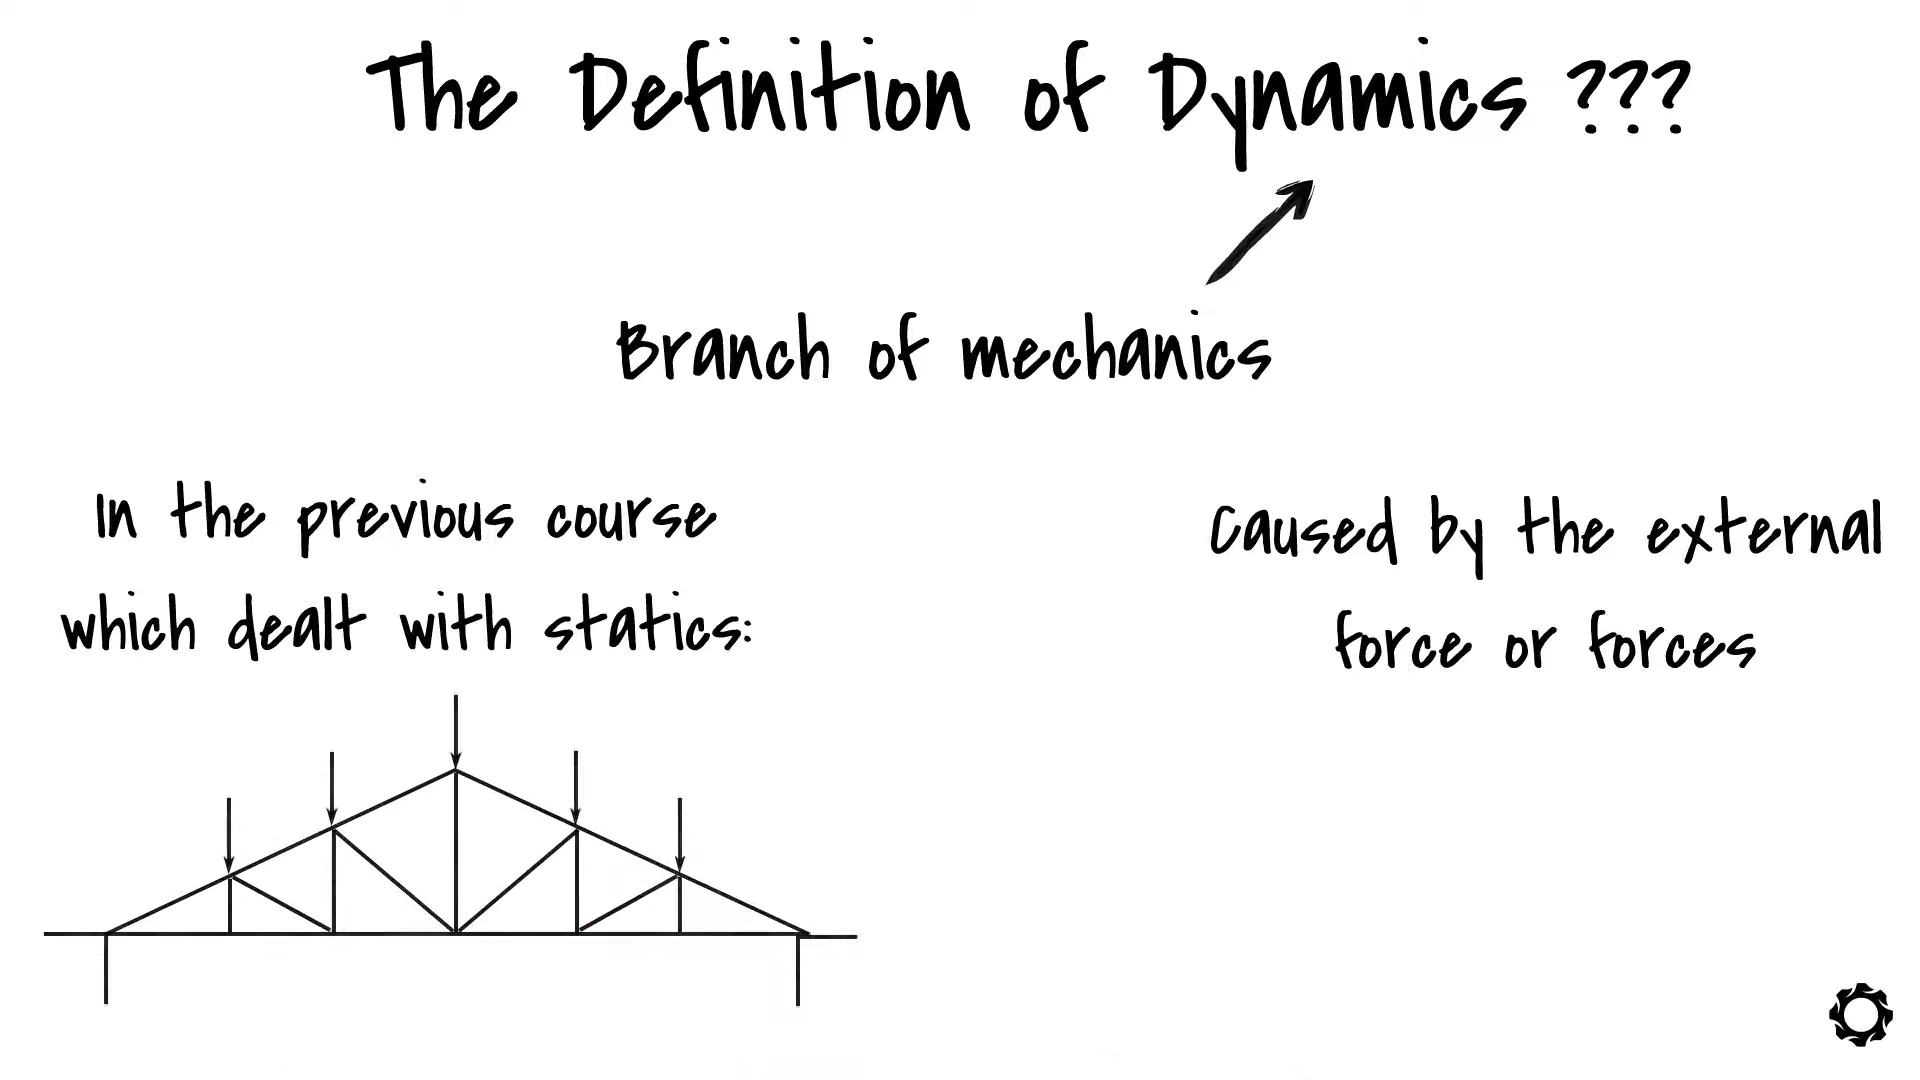 The Definition of Dynamics ???
Branch of mechanics
In the previous course
which dealt with statics:
Caused by the external
force or forces